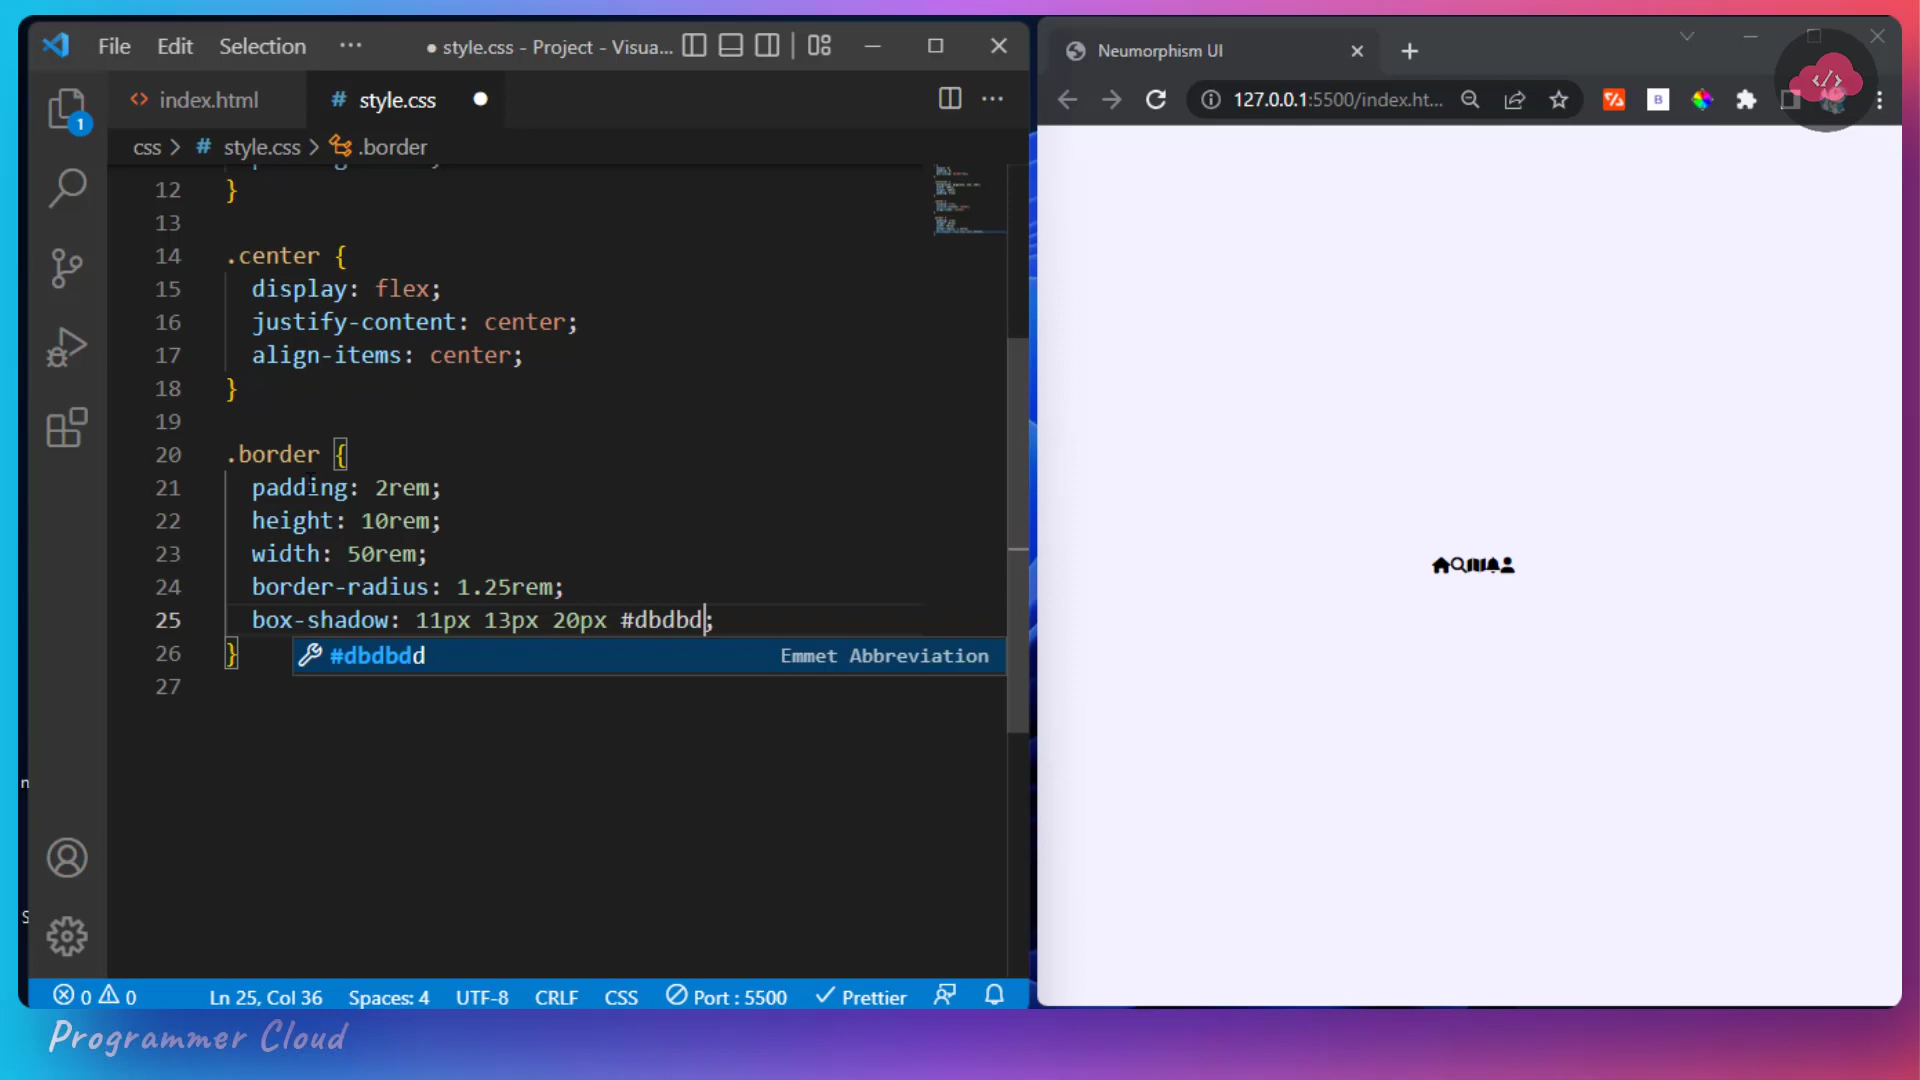 File Edit Selection ··· ● style.css - Project - Visua...
index.html # style.css ●
css > # style.css > .border
12 }
13
14 .center {
15 display: flex;
16 justify-content: center;
17 align-items: center;
18 }
19
20 .border {
21 padding: 2rem;
22 height: 10rem;
23 width: 50rem;
24 border-radius: 1.25rem;
25 box-shadow: 11px 13px 20px #dbdbd;
26 }
#dbdbdd Emmet Abbreviation
27
1
0 0 Ln 25, Col 36 Spaces: 4 UTF-8 CRLF CSS Port : 5500 Prettier
Neumorphism UI
127.0.0.1:5500/index.ht...
B
n
S
Programmer Cloud